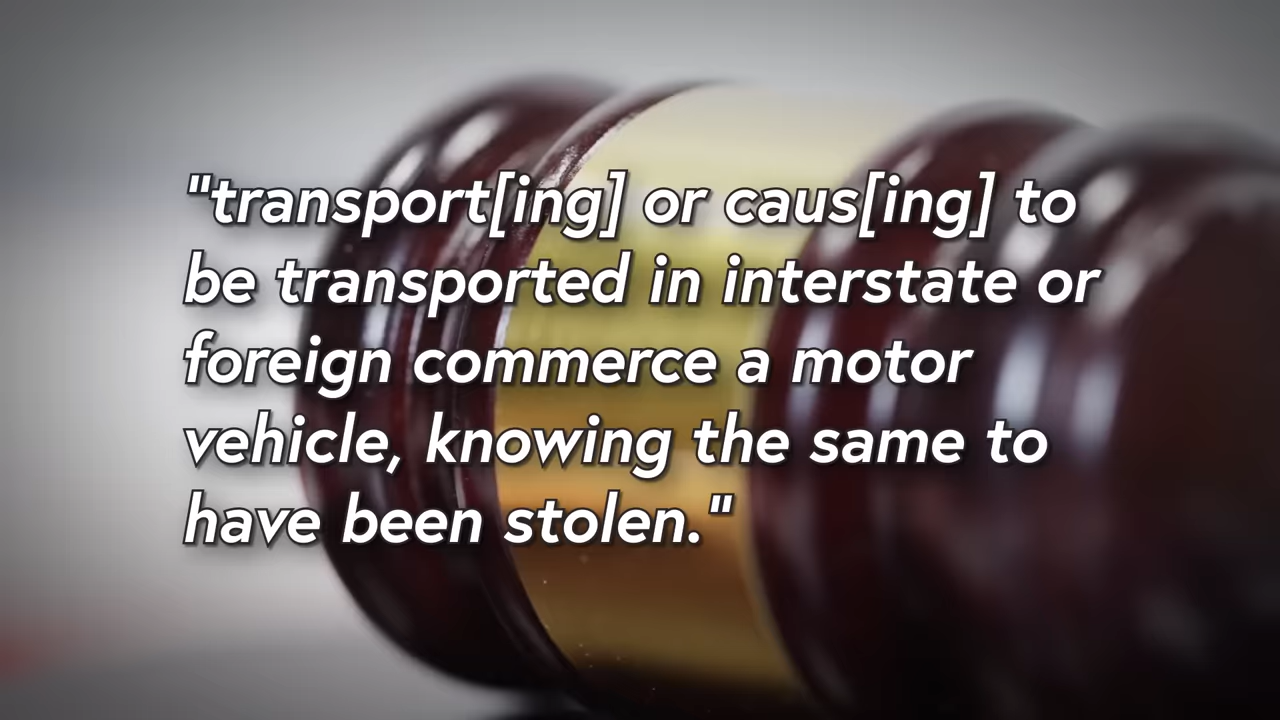 "transport[ing] or caus[ing] to
be transported in interstate or
foreign commerce a motor
vehicle, knowing the same to
have been stolen."